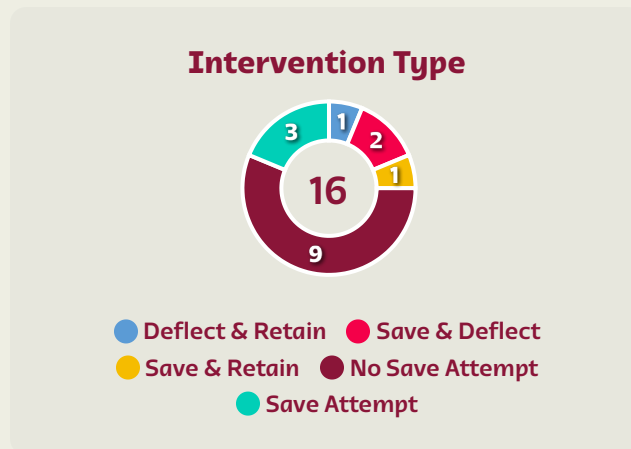 Intervention Type
1
2
3
1
16
9
Deflect & Retain
Save & Deflect
Save & Retain
No Save Attempt
Save Attempt